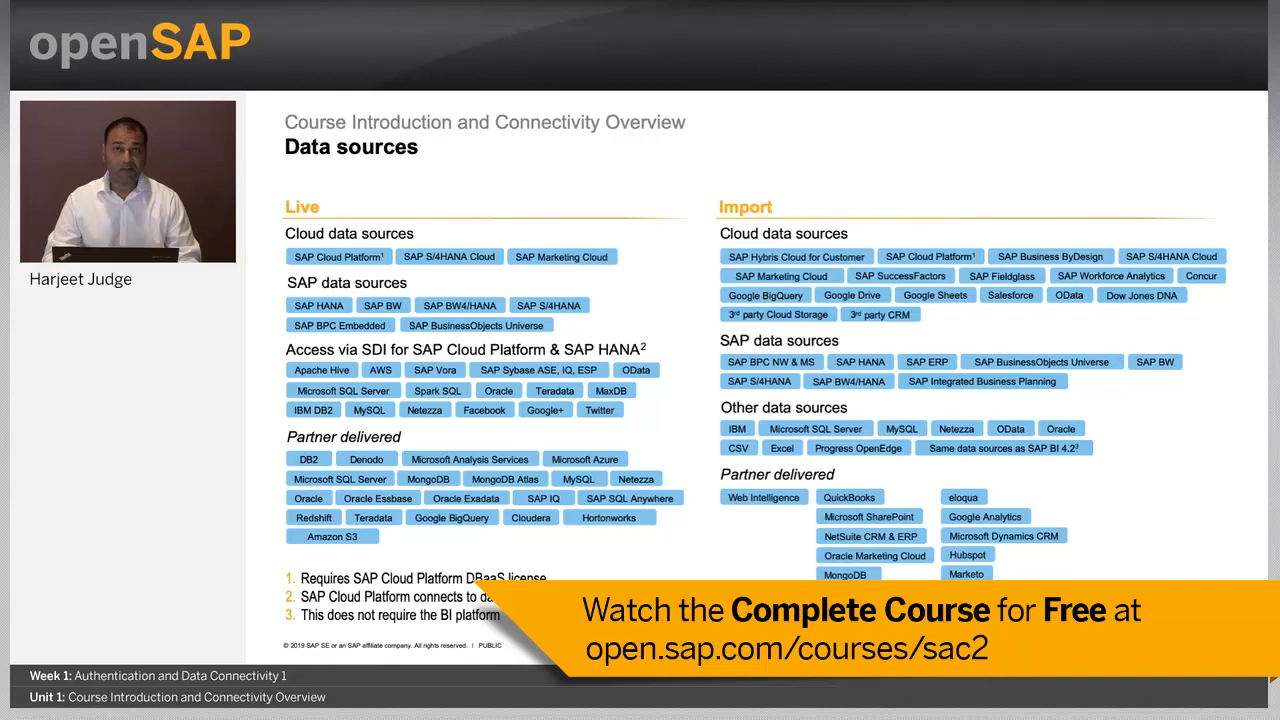 openSAP
Harjeet Judge
Course Introduction and Connectivity Overview
Data sources
Live
Cloud data sources
SAP Cloud Platform¹ SAP S/4HANA Cloud SAP Marketing Cloud
SAP data sources
SAP HANA SAP BW SAP BW4/HANA SAP S/4HANA
SAP BPC Embedded SAP BusinessObjects Universe
Access via SDI for SAP Cloud Platform & SAP HANA²
Apache Hive AWS SAP Vora SAP Sybase ASE, IQ, ESP OData
Microsoft SQL Server Spark SQL Oracle Teradata MaxDB
IBM DB2 MySQL Netezza Facebook Google+ Twitter
Partner delivered
DB2 Denodo Microsoft Analysis Services Microsoft Azure
Microsoft SQL Server MongoDB MongoDB Atlas MySQL Netezza
Oracle Oracle Essbase Oracle Exadata SAP IQ SAP SQL Anywhere
Redshift Teradata Google BigQuery Cloudera Hortonworks
Amazon S3
Import
Cloud data sources
SAP Hybris Cloud for Customer SAP Cloud Platform¹ SAP Business ByDesign SAP S/4HANA Cloud
SAP Marketing Cloud SAP SuccessFactors SAP Fieldglass SAP Workforce Analytics Concur
Google BigQuery Google Drive Google Sheets Salesforce OData Dow Jones DNA
3rd party Cloud Storage 3rd party CRM
SAP data sources
SAP BPC NW & MS SAP HANA SAP ERP SAP BusinessObjects Universe SAP BW
SAP S/4HANA SAP BW4/HANA SAP Integrated Business Planning
Other data sources
IBM Microsoft SQL Server MySQL Netezza OData Oracle
CSV Excel Progress OpenEdge Same data sources as SAP BI 4.2³
Partner delivered
Web Intelligence QuickBooks eloqua
Microsoft SharePoint Google Analytics
NetSuite CRM & ERP Microsoft Dynamics CRM
Oracle Marketing Cloud Hubspot
MongoDB Marketo
1. Requires SAP Cloud Platform DBaaS license
2. SAP Cloud Platform connects to
3. This does not require the BI platform
© 2019 SAP SE or an SAP affiliate company. All rights reserved. I PUBLIC
Watch the Complete Course for Free at
open.sap.com/courses/sac2
Week 1: Authentication and Data Connectivity 1
Unit 1: Course Introduction and Connectivity Overview